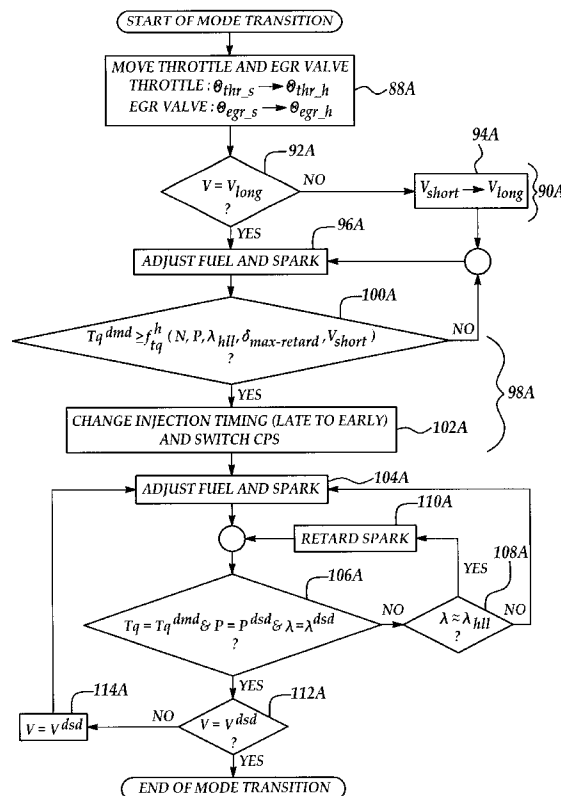 START OF MODE TRANSITION
MOVE THROTTLE AND EGR VALVE
THROTTLE : Θthr_s → Θthr_h
EGR VALVE : Θegr_s → Θegr_h
88A
92A
V = Vlong
?
NO
YES
94A
Vshort → Vlong
90A
96A
ADJUST FUEL AND SPARK
100A
Tq dmd ≥ f h tq ( N, P, λhll, δmax-retard, Vshort )
?
NO
YES
98A
CHANGE INJECTION TIMING (LATE TO EARLY)
AND SWITCH CPS
102A
ADJUST FUEL AND SPARK
104A
110A
RETARD SPARK
106A
YES
108A
Tq = Tq dmd & P = P dsd & λ = λ dsd
?
NO
λ ≈ λhll
?
NO
YES
112A
114A
V = V dsd
NO
V = V dsd
?
YES
END OF MODE TRANSITION